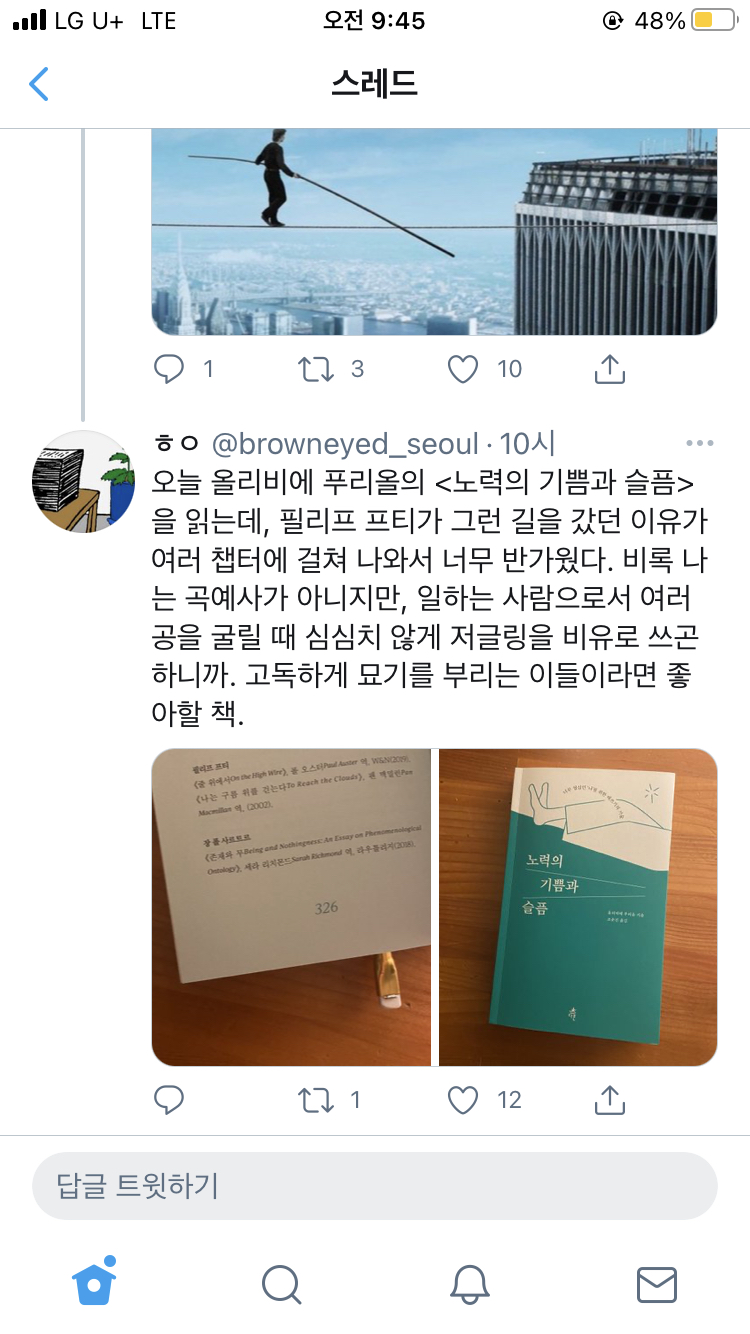 LG U+ LTE 오전 9:45 48%
스레드
1 3 10
ㅎㅇ @browneyed_seoul · 10시
오늘 올리비에 푸리올의 <노력의 기쁨과 슬픔>
을 읽는데, 필리프 프티가 그런 길을 갔던 이유가
여러 챕터에 걸쳐 나와서 너무 반가웠다. 비록 나
는 곡예사가 아니지만, 일하는 사람으로서 여러
공을 굴릴 때 심심치 않게 저글링을 비유로 쓰곤
하니까. 고독하게 묘기를 부리는 이들이라면 좋
아할 책.
필리프 프티
《줄 위에서On the High Wire》, 폴 오스터Paul Auster 역, W&N(2019).
《나는 구름 위를 걷는다To Reach the Clouds》, 팬 맥밀런Pan
Macmillan 역, (2002).
장 폴 사르트르
《존재와 무Being and Nothingness: An Essay on Phenomenological
Ontology》, 세라 리치몬드Sarah Richmond 역, 라우틀리지(2018).
326
노력의
기쁨과
슬픔
1 12
답글 트윗하기